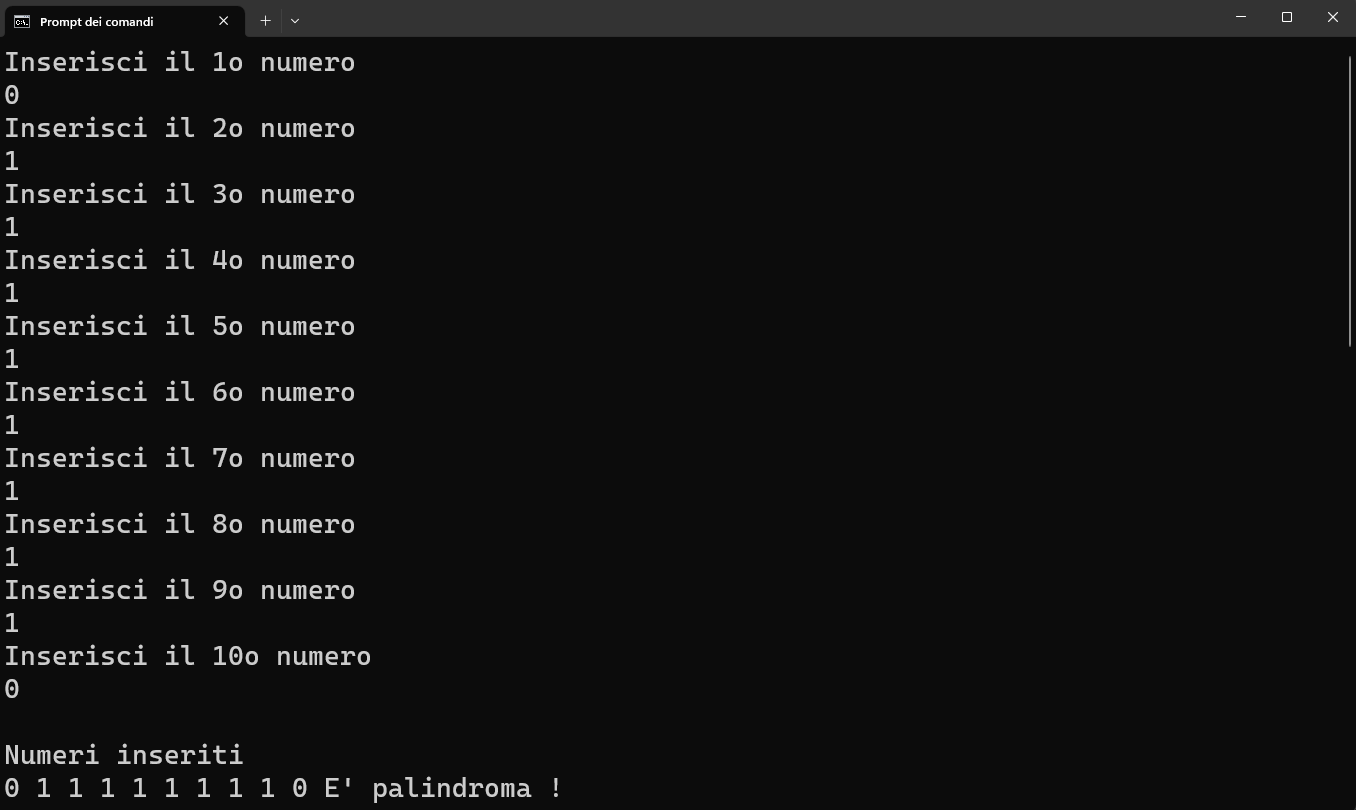 Prompt dei comandi
Inserisci il 1o numero
0
Inserisci il 2o numero
1
Inserisci il 3o numero
1
Inserisci il 4o numero
1
Inserisci il 5o numero
1
Inserisci il 6o numero
1
Inserisci il 7o numero
1
Inserisci il 8o numero
1
Inserisci il 9o numero
1
Inserisci il 10o numero
0
Numeri inseriti
0 1 1 1 1 1 1 1 1 0 E' palindroma !